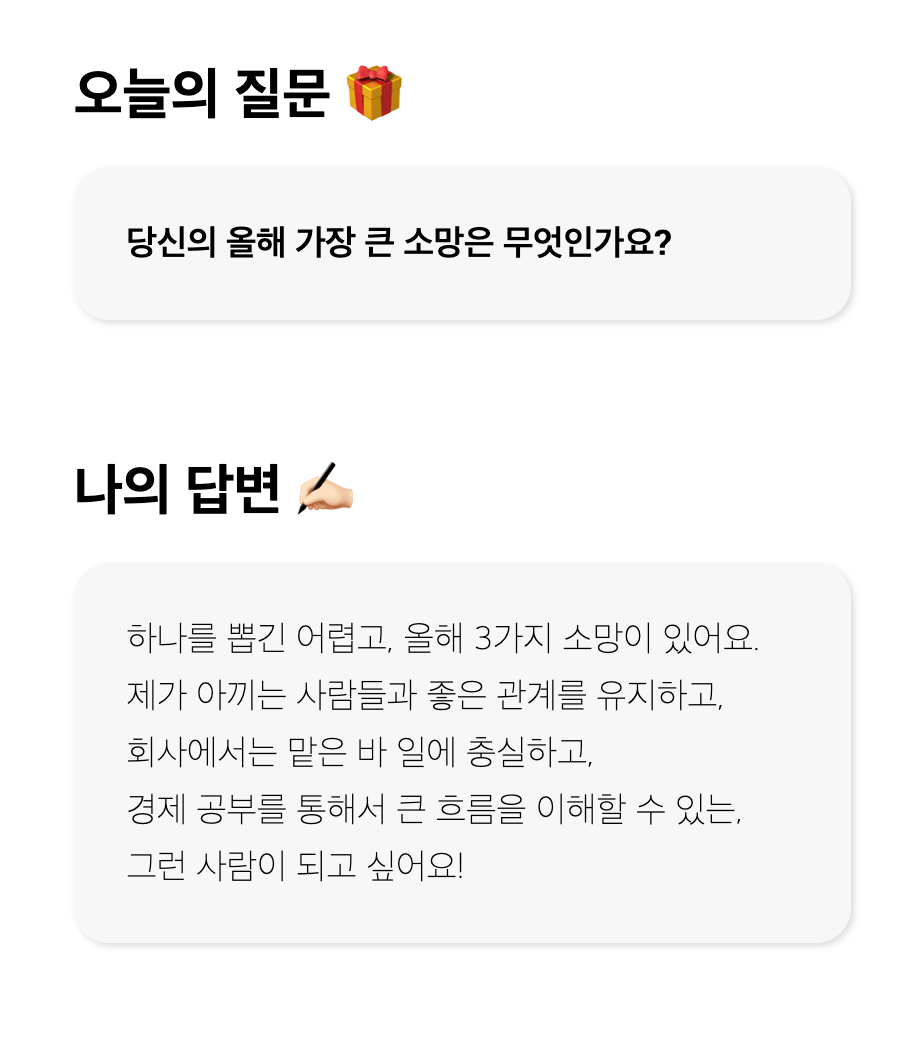 오늘의 질문 🎁
당신의 올해 가장 큰 소망은 무엇인가요?
나의 답변 ✍🏻
하나를 뽑긴 어렵고, 올해 3가지 소망이 있어요.
제가 아끼는 사람들과 좋은 관계를 유지하고,
회사에서는 맡은 바 일에 충실하고,
경제 공부를 통해서 큰 흐름을 이해할 수 있는,
그런 사람이 되고 싶어요!